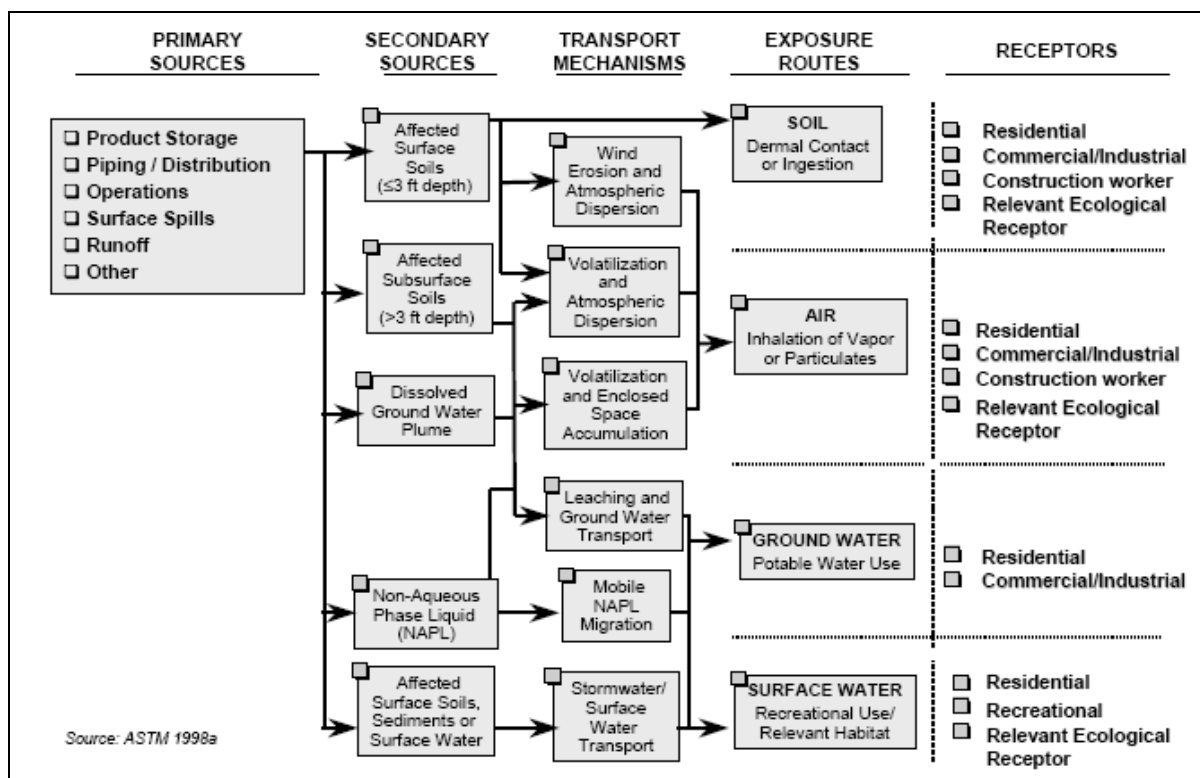 PRIMARY
SOURCES
SECONDARY
SOURCES
TRANSPORT
MECHANISMS
EXPOSURE
ROUTES
RECEPTORS
Product Storage
Piping / Distribution
Operations
Surface Spills
Runoff
Other
Affected
Surface
Soils
(≤3 ft depth)
Affected
Subsurface
Soils
(>3 ft depth)
Dissolved
Ground Water
Plume
Non-Aqueous
Phase Liquid
(NAPL)
Affected
Surface Soils,
Sediments or
Surface Water
Wind
Erosion and
Atmospheric
Dispersion
Volatilization
and
Atmospheric
Dispersion
Volatilization
and Enclosed
Space
Accumulation
Leaching and
Ground Water
Transport
Mobile
NAPL
Migration
Stormwater/
Surface
Water
Transport
SOIL
Dermal Contact
or Ingestion
AIR
Inhalation of Vapor
or Particulates
GROUND WATER
Potable Water Use
SURFACE WATER
Recreational Use/
Relevant Habitat
Residential
Commercial/Industrial
Construction worker
Relevant Ecological
Receptor
Residential
Commercial/Industrial
Construction worker
Relevant Ecological
Receptor
Residential
Commercial/Industrial
Residential
Recreational
Relevant Ecological
Receptor
Source: ASTM 1998a